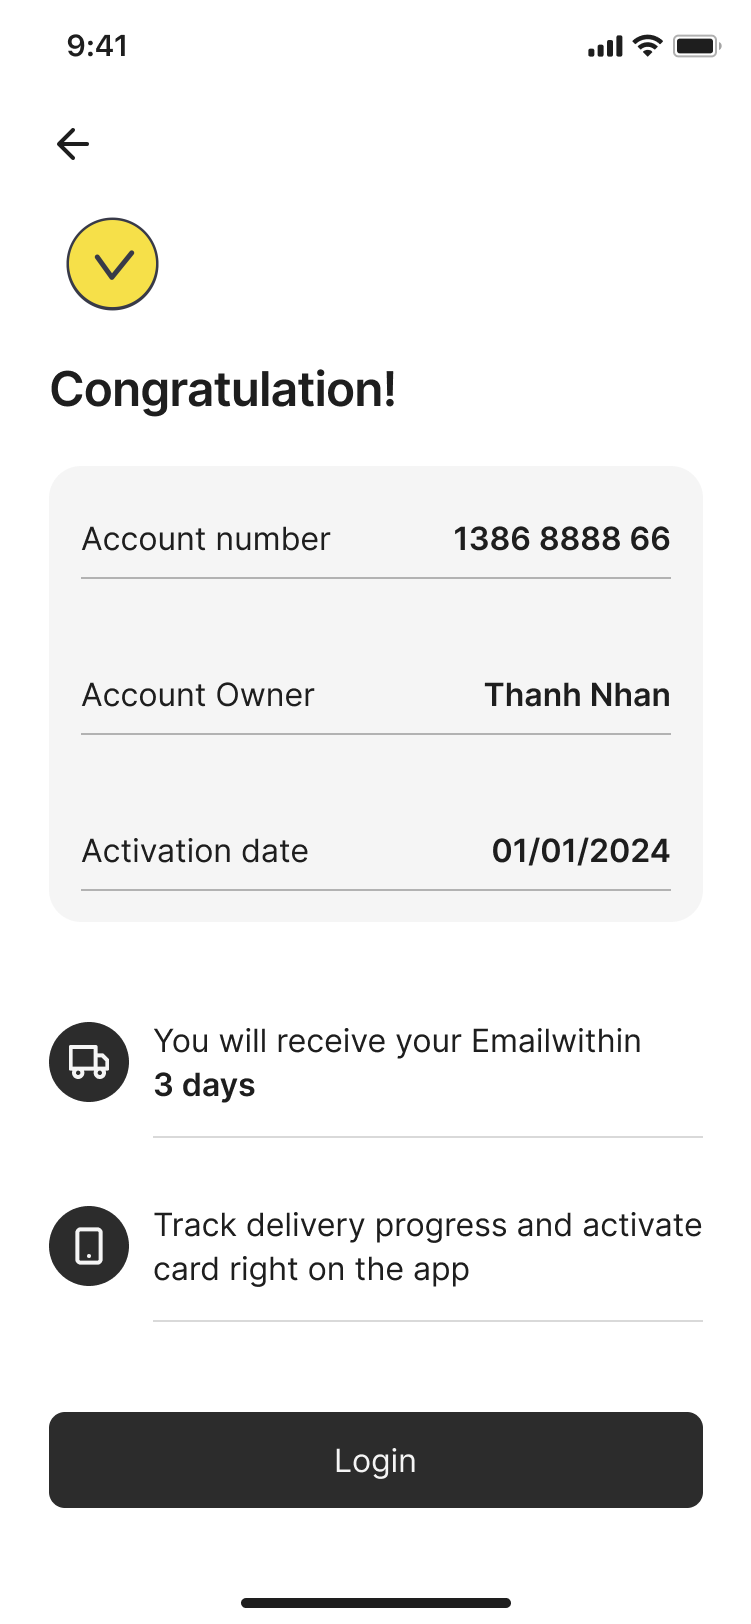 9:41
Congratulation!
Account number 1386 8888 66
Account Owner Thanh Nhan
Activation date 01/01/2024
You will receive your Emailwithin
3 days
Track delivery progress and activate
card right on the app
Login